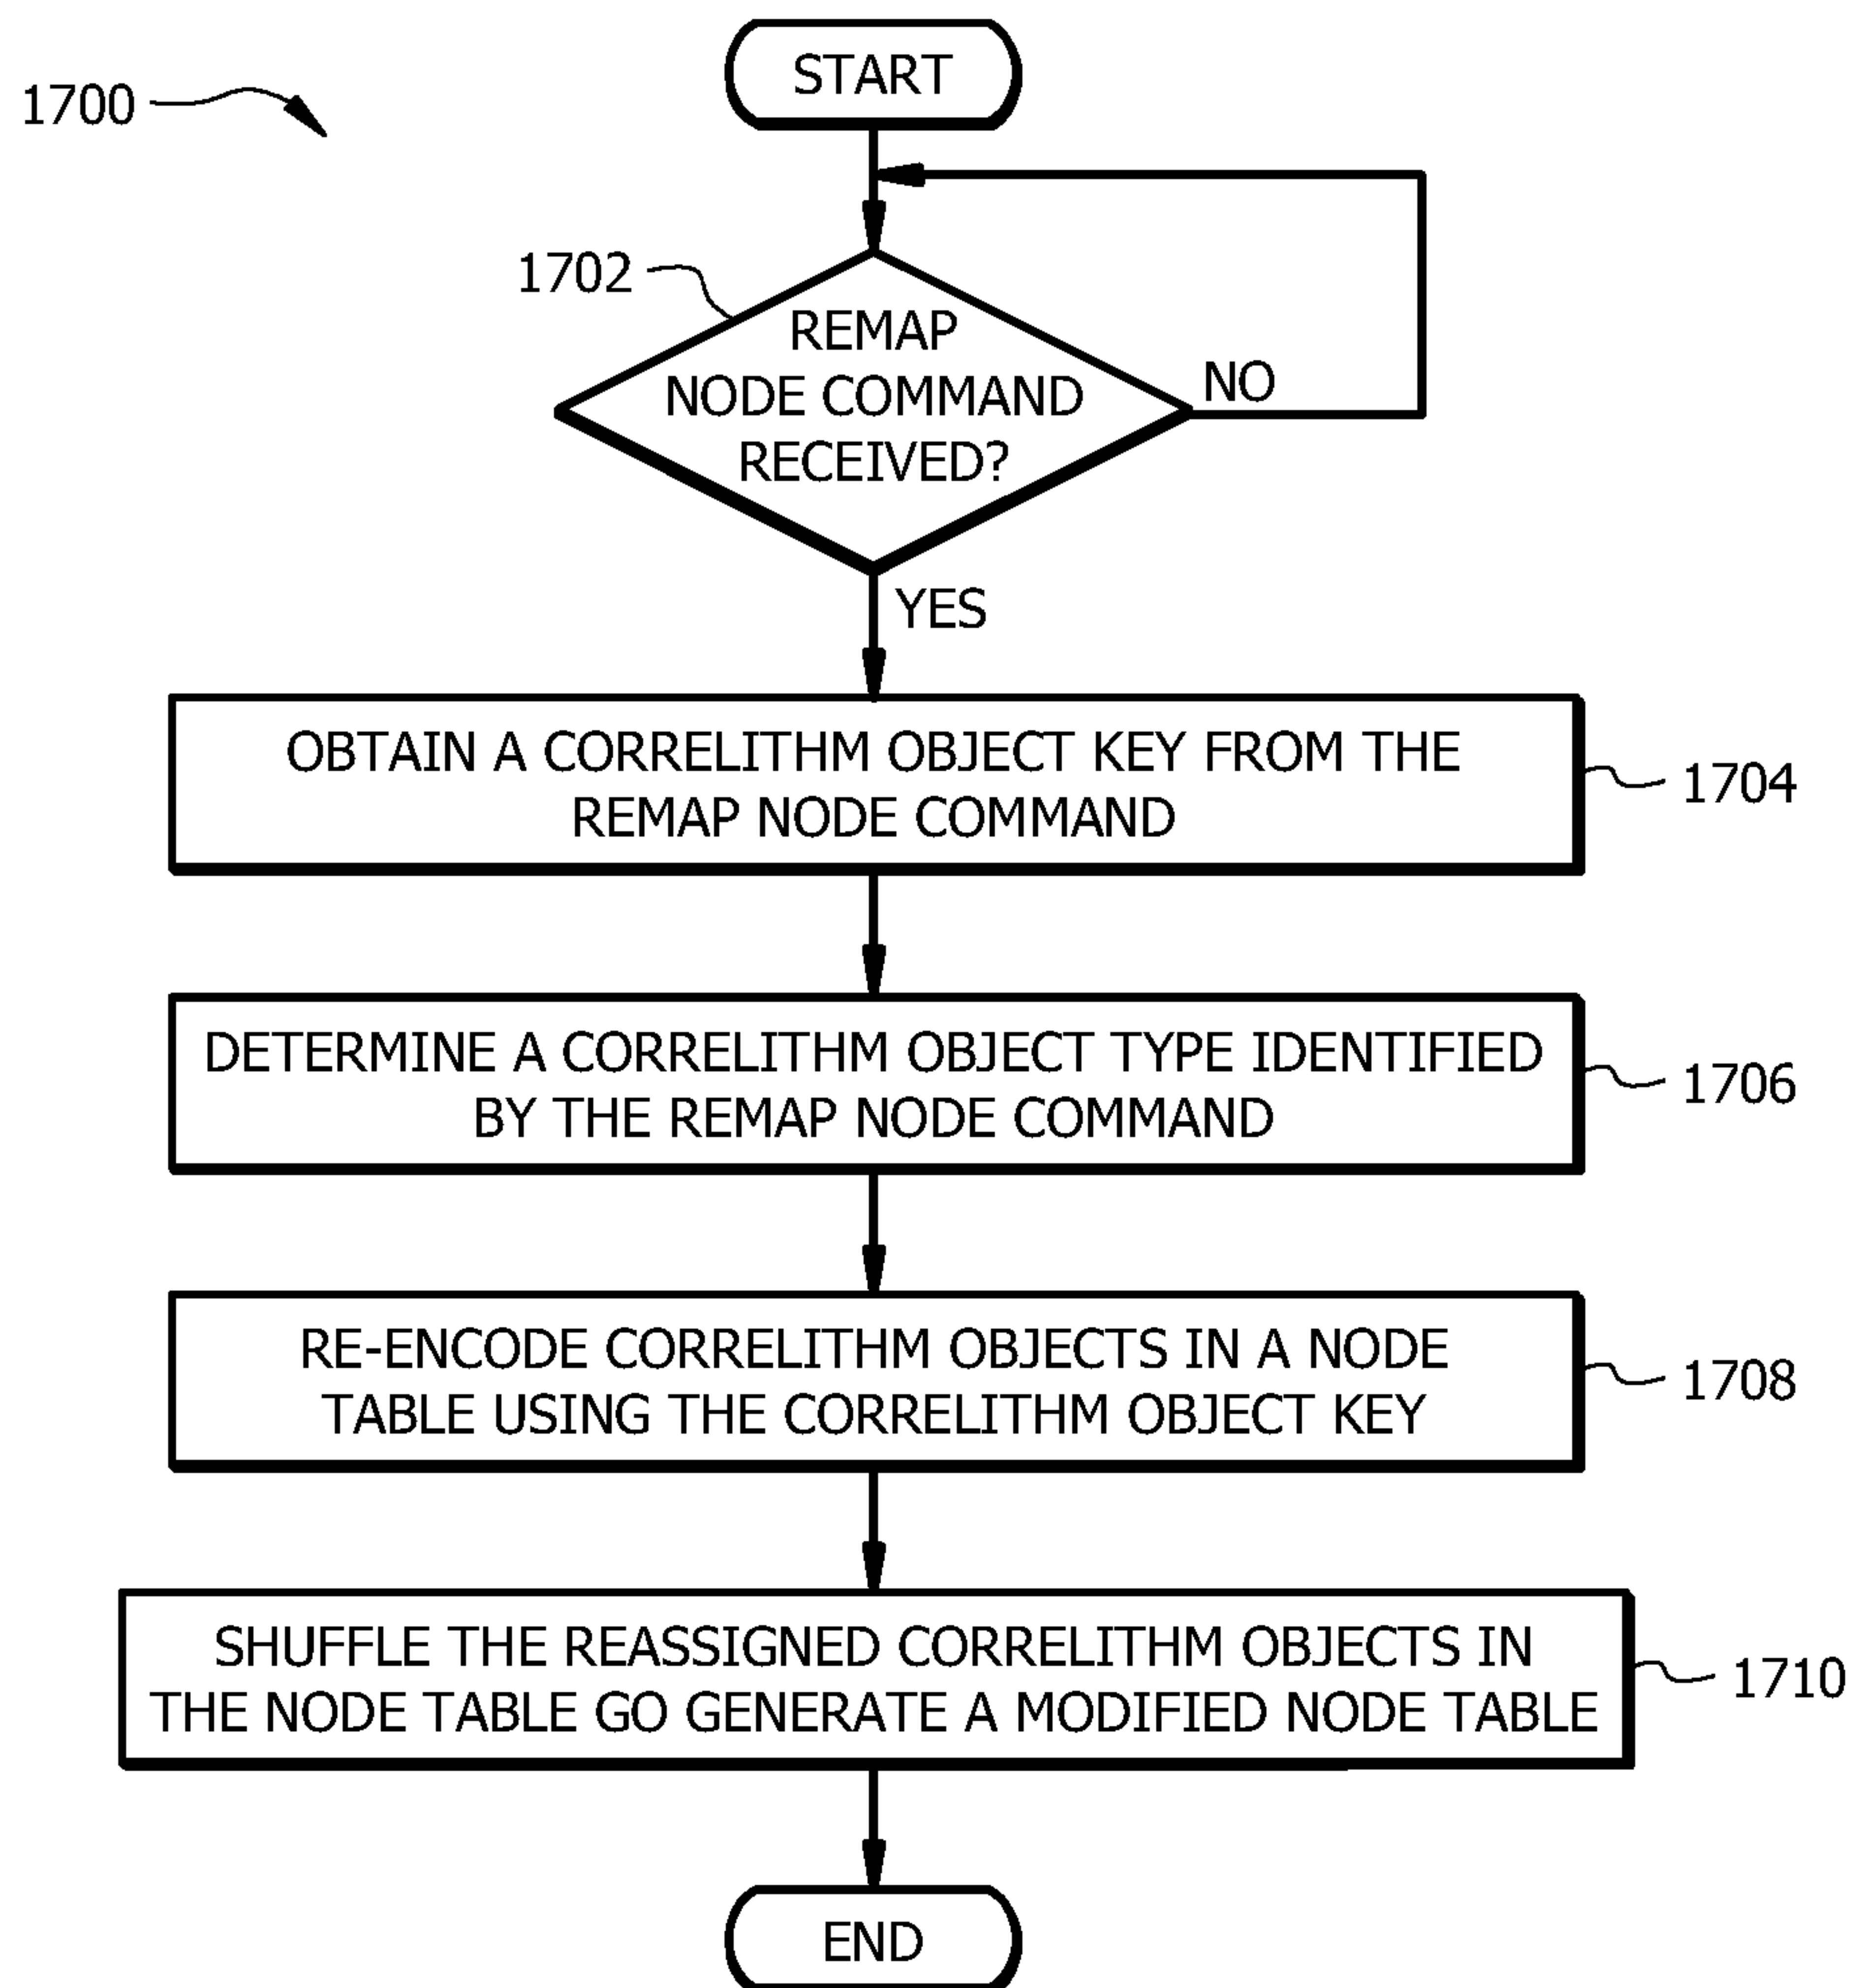 START
1700
1702
REMAP
NODE COMMAND
RECEIVED?
NO
YES
OBTAIN A CORRELITHM OBJECT KEY FROM THE
REMAP NODE COMMAND
1704
DETERMINE A CORRELITHM OBJECT TYPE IDENTIFIED
BY THE REMAP NODE COMMAND
1706
RE-ENCODE CORRELITHM OBJECTS IN A NODE
TABLE USING THE CORRELITHM OBJECT KEY
1708
SHUFFLE THE REASSIGNED CORRELITHM OBJECTS IN
THE NODE TABLE GO GENERATE A MODIFIED NODE TABLE
1710
END